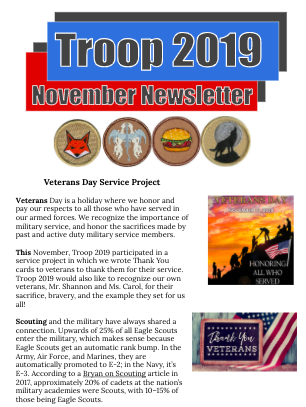 Troop 2019
November Newsletter
Veterans Day Service Project
Veterans Day is a holiday where we honor and
pay our respects to all those who have served in
our armed forces. We recognize the importance of
military service, and honor the sacrifices made by
past and active duty military service members.
This November, Troop 2019 participated in a
service project in which we wrote Thank You
cards to veterans to thank them for their service.
Troop 2019 would also like to recognize our own
veterans, Mr. Shannon and Ms. Carol, for their
sacrifice, bravery, and the example they set for us
all!
Scouting and the military have always shared a
connection. Upwards of 25% of all Eagle Scouts
enter the military, which makes sense because
Eagle Scouts get an automatic rank bump. In the
Army, Air Force, and Marines, they are
automatically promoted to E-2; in the Navy, it's
E-3. According to a Bryan on Scouting article in
2017, approximately 20% of cadets at the nation's
military academies were Scouts, with 10-15% of
those being Eagle Scouts.
VETERANS DAY
HONORING
ALL WHO
SERVED
Thank You
VETERANS